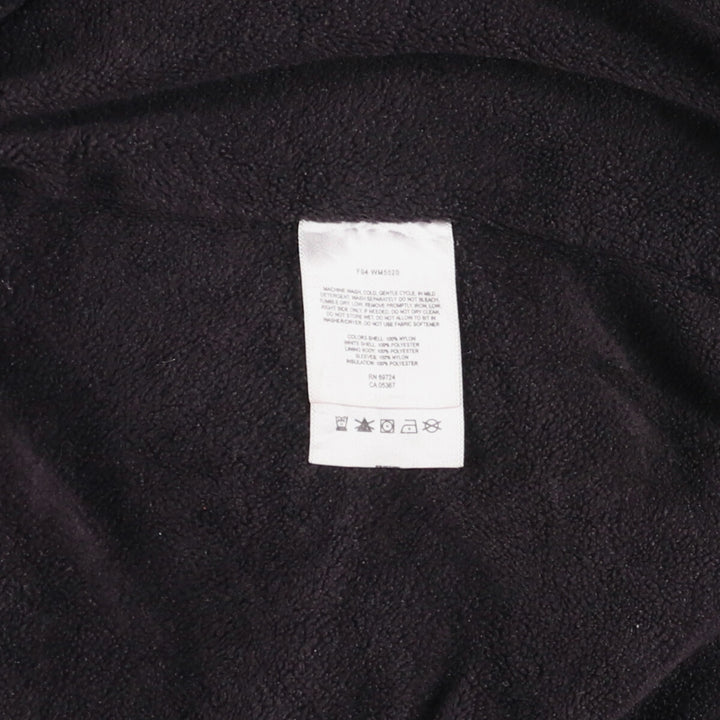 F04 WM5020
MACHINE WASH, COLD, GENTLE CYCLE, IN MILD
DETERGENT. WASH SEPARATELY. DO NOT BLEACH.
TUMBLE DRY, LOW. REMOVE PROMPTLY. IRON, LOW,
RIGHT SIDE ONLY, IF NEEDED. DO NOT DRY CLEAN.
DO NOT STORE WET. DO NOT ALLOW TO SIT IN
WASHER/DRYER. DO NOT USE FABRIC SOFTENER
COLORS SHELL: 100% NYLON
WHITE SHELL: 100% POLYESTER
LINING BODY: 100% POLYESTER
SLEEVES: 100% NYLON
INSULATION: 100% POLYESTER
RN 69724
CA 05367